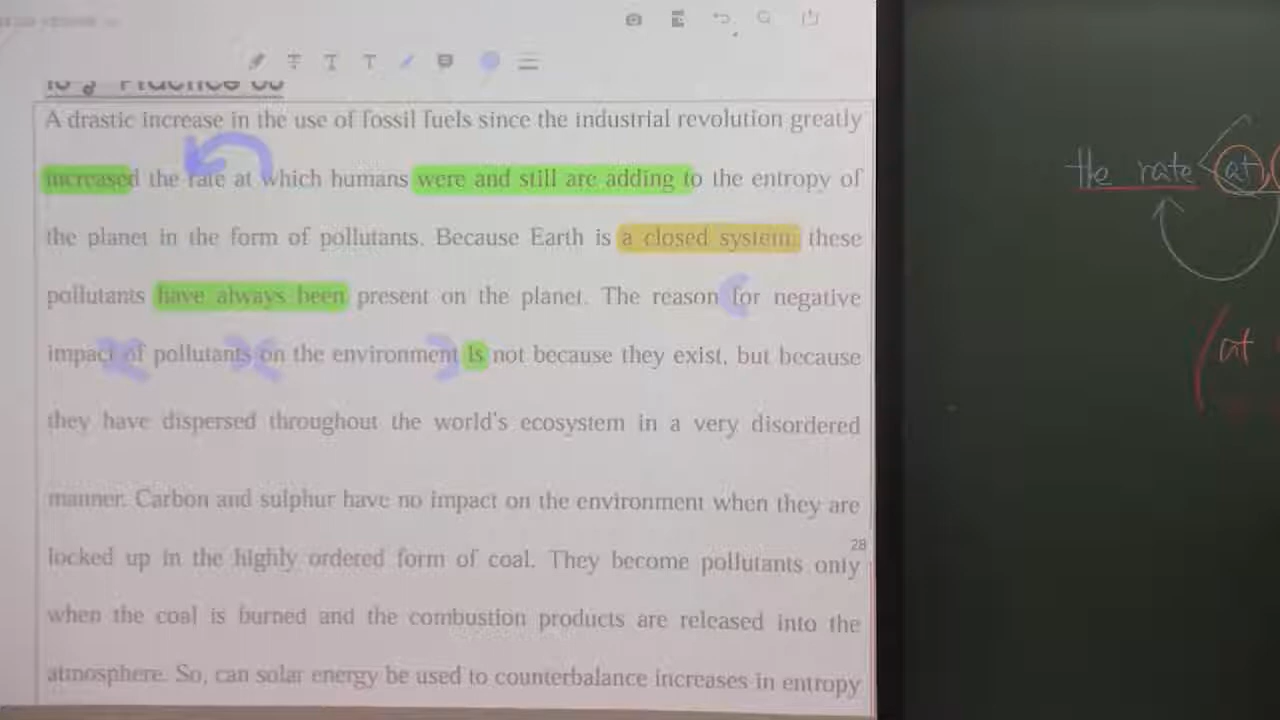 A drastic increase in the use of fossil fuels since the industrial revolution greatly
increased the rate at which humans were and still are adding to the entropy of
the planet in the form of pollutants. Because Earth is a closed system, these
pollutants have always been present on the planet. The reason for negative
impact of pollutants on the environment is not because they exist, but because
they have dispersed throughout the world's ecosystem in a very disordered
manner. Carbon and sulphur have no impact on the environment when they are
locked up in the highly ordered form of coal. They become pollutants only
28
when the coal is burned and the combustion products are released into the
atmosphere. So, can solar energy be used to counterbalance increases in entropy
the rate at
at